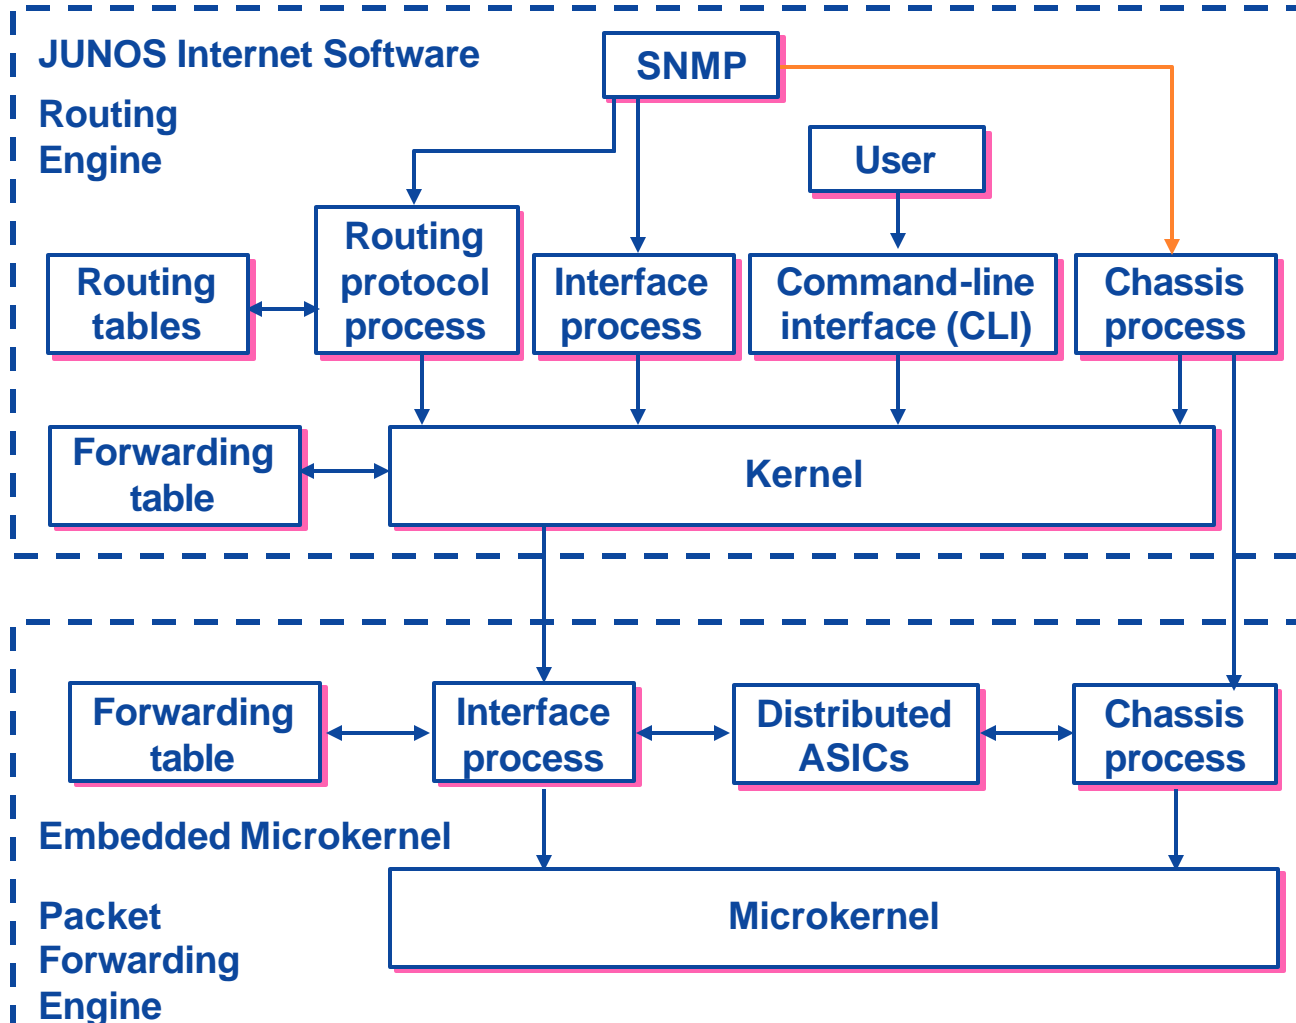 JUNOS Internet Software
Routing
Engine
SNMP
User
Routing
tables
Routing
protocol
process
Interface
process
Command-line
interface (CLI)
Chassis
process
Forwarding
table
Kernel
Forwarding
table
Interface
process
Distributed
ASICs
Chassis
process
Embedded Microkernel
Packet
Forwarding
Engine
Microkernel